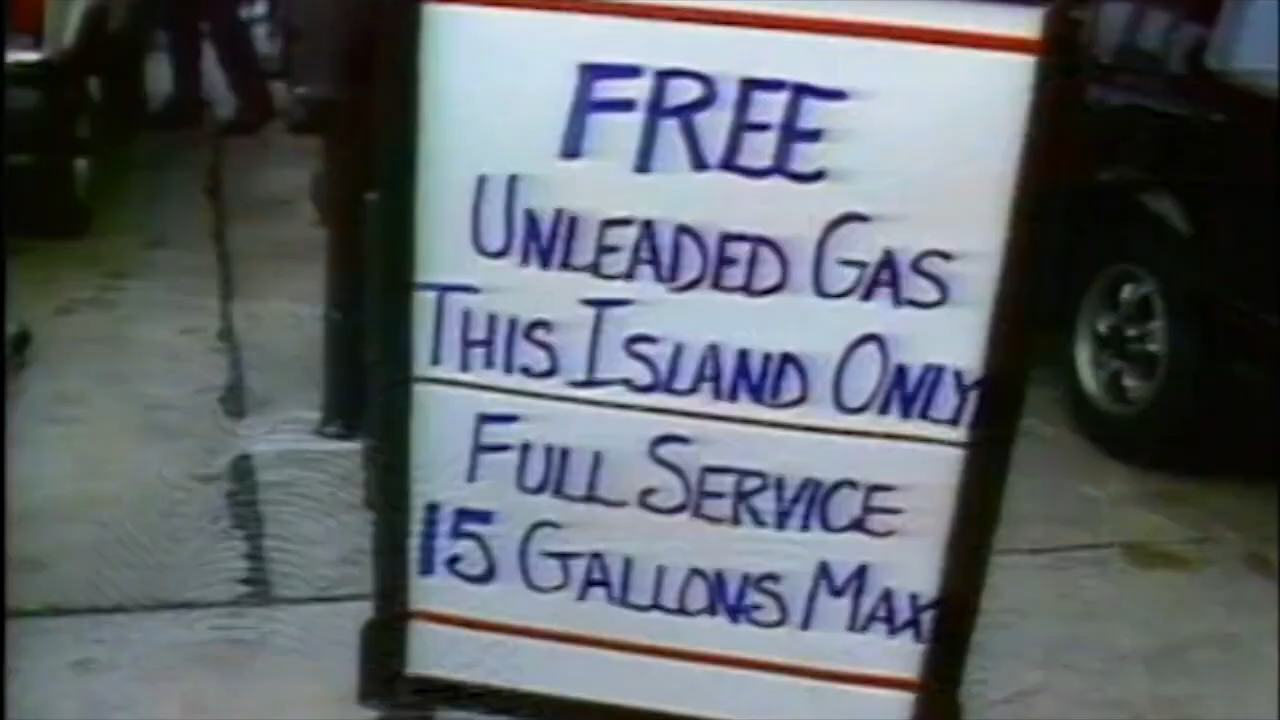 FREE
UNLEADED GAS
THIS ISLAND ONLY
FULL SERVICE
15 GALLONS MAX